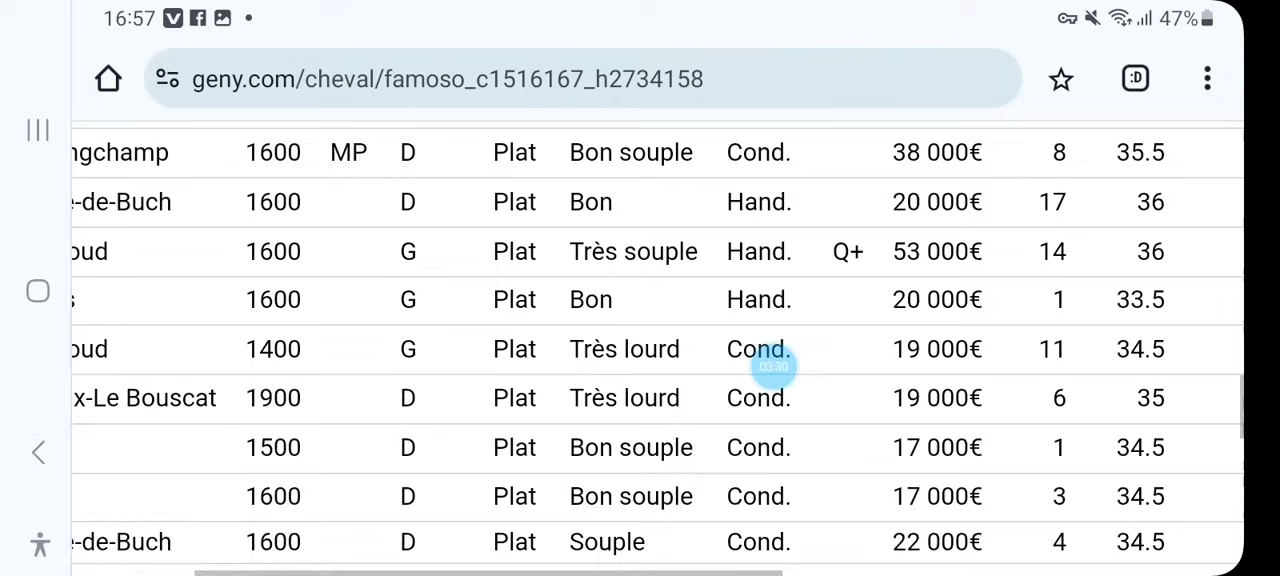 16:57 47%
geny.com/cheval/famoso_c1516167_h2734158 :D
ngchamp 1600 MP D Plat Bon souple Cond. 38 000€ 8 35.5
-de-Buch 1600 D Plat Bon Hand. 20 000€ 17 36
oud 1600 G Plat Très souple Hand. Q+ 53 000€ 14 36
s 1600 G Plat Bon Hand. 20 000€ 1 33.5
oud 1400 G Plat Très lourd Cond. 19 000€ 11 34.5
03:30
x-Le Bouscat 1900 D Plat Très lourd Cond. 19 000€ 6 35
1500 D Plat Bon souple Cond. 17 000€ 1 34.5
1600 D Plat Bon souple Cond. 17 000€ 3 34.5
-de-Buch 1600 D Plat Souple Cond. 22 000€ 4 34.5